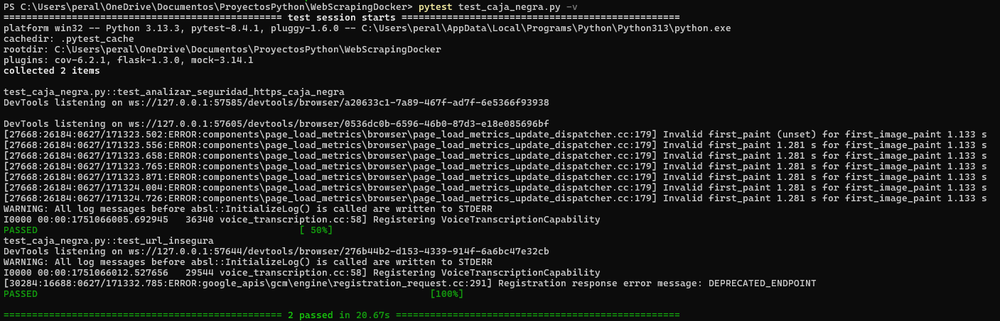 PS C:\Users\peral\OneDrive\Documentos\ProyectosPython\WebScrapingDocker> pytest test_caja_negra.py -v
================================================= test session starts =================================================
platform win32 -- Python 3.13.3, pytest-8.4.1, pluggy-1.6.0 -- C:\Users\peral\AppData\Local\Programs\Python\Python313\python.exe
cachedir: .pytest_cache
rootdir: C:\Users\peral\OneDrive\Documentos\ProyectosPython\WebScrapingDocker
plugins: cov-6.2.1, flask-1.3.0, mock-3.14.1
collected 2 items
test_caja_negra.py::test_analizar_seguridad_https_caja_negra
DevTools listening on ws://127.0.0.1:57585/devtools/browser/a20633c1-7a89-467f-ad7f-6e5366f93938
DevTools listening on ws://127.0.0.1:57605/devtools/browser/0536dc0b-6596-46b0-87d3-e18e085696bf
[27668:26184:0627/171323.502:ERROR:components\page_load_metrics\browser\page_load_metrics_update_dispatcher.cc:179] Invalid first_paint (unset) for first_image_paint 1.133 s
[27668:26184:0627/171323.556:ERROR:components\page_load_metrics\browser\page_load_metrics_update_dispatcher.cc:179] Invalid first_paint 1.281 s for first_image_paint 1.133 s
[27668:26184:0627/171323.658:ERROR:components\page_load_metrics\browser\page_load_metrics_update_dispatcher.cc:179] Invalid first_paint 1.281 s for first_image_paint 1.133 s
[27668:26184:0627/171323.765:ERROR:components\page_load_metrics\browser\page_load_metrics_update_dispatcher.cc:179] Invalid first_paint 1.281 s for first_image_paint 1.133 s
[27668:26184:0627/171323.871:ERROR:components\page_load_metrics\browser\page_load_metrics_update_dispatcher.cc:179] Invalid first_paint 1.281 s for first_image_paint 1.133 s
[27668:26184:0627/171324.004:ERROR:components\page_load_metrics\browser\page_load_metrics_update_dispatcher.cc:179] Invalid first_paint 1.281 s for first_image_paint 1.133 s
[27668:26184:0627/171324.726:ERROR:components\page_load_metrics\browser\page_load_metrics_update_dispatcher.cc:179] Invalid first_paint 1.281 s for first_image_paint 1.133 s
WARNING: All log messages before absl::InitializeLog() is called are written to STDERR
I0000 00:00:1751066005.692945   36340 voice_transcription.cc:58] Registering VoiceTranscriptionCapability
PASSED [ 50%]
test_caja_negra.py::test_url_insegura
DevTools listening on ws://127.0.0.1:57644/devtools/browser/276b44b2-d153-4339-914f-6a6bc47e32cb
WARNING: All log messages before absl::InitializeLog() is called are written to STDERR
I0000 00:00:1751066012.527656   29544 voice_transcription.cc:58] Registering VoiceTranscriptionCapability
[30284:16688:0627/171332.785:ERROR:google_apis\gcm\engine\registration_request.cc:291] Registration response error message: DEPRECATED_ENDPOINT
PASSED [100%]
================================================= 2 passed in 20.67s ==================================================